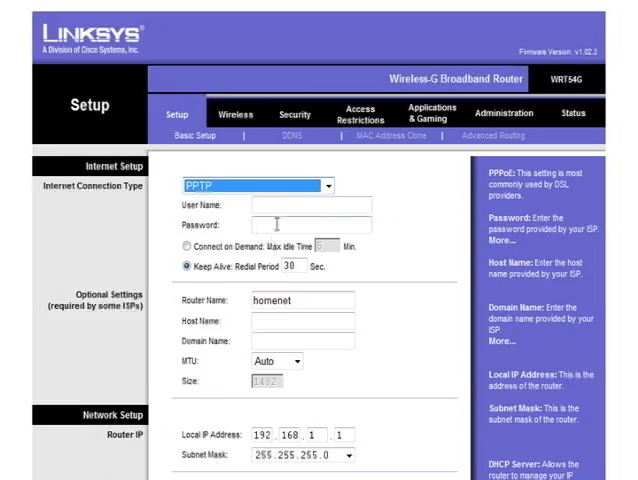 LINKSYS®
A Division of Cisco Systems, Inc.
Firmware Version: v1.02.2
Wireless-G Broadband Router
WRT54G
Setup
Setup
Wireless
Security
Access Restrictions
Applications & Gaming
Administration
Status
Basic Setup | DDNS | MAC Address Clone | Advanced Routing
Internet Setup
Internet Connection Type
PPTP
User Name:
Password:
Connect on Demand: Max Idle Time 5 Min.
Keep Alive: Redial Period 30 Sec.
Optional Settings
(required by some ISPs)
Router Name: homenet
Host Name:
Domain Name:
MTU: Auto
Size: 1492
Network Setup
Router IP
Local IP Address: 192 . 168 . 1 . 1
Subnet Mask: 255.255.255.0
PPPoE: This setting is most
commonly used by DSL
providers.
Password: Enter the
password provided by your ISP.
More...
Host Name: Enter the host
name provided by your ISP.
Domain Name: Enter the
domain name provided by your
ISP.
More...
Local IP Address: This is the
address of the router.
Subnet Mask: This is the
subnet mask of the router.
DHCP Server: Allows the
router to manage your IP